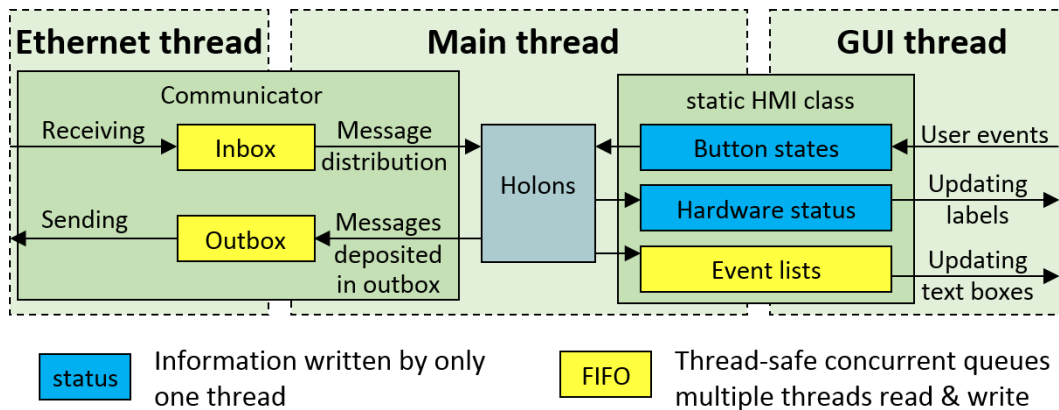 Ethernet thread
Main thread
GUI thread
Communicator
static HMI class
Receiving
Inbox
Message
distribution
Holons
Button states
User events
Hardware status
Updating
labels
Sending
Outbox
Messages
deposited
in outbox
Event lists
Updating
text boxes
status
Information written by only
one thread
FIFO
Thread-safe concurrent queues
multiple threads read & write